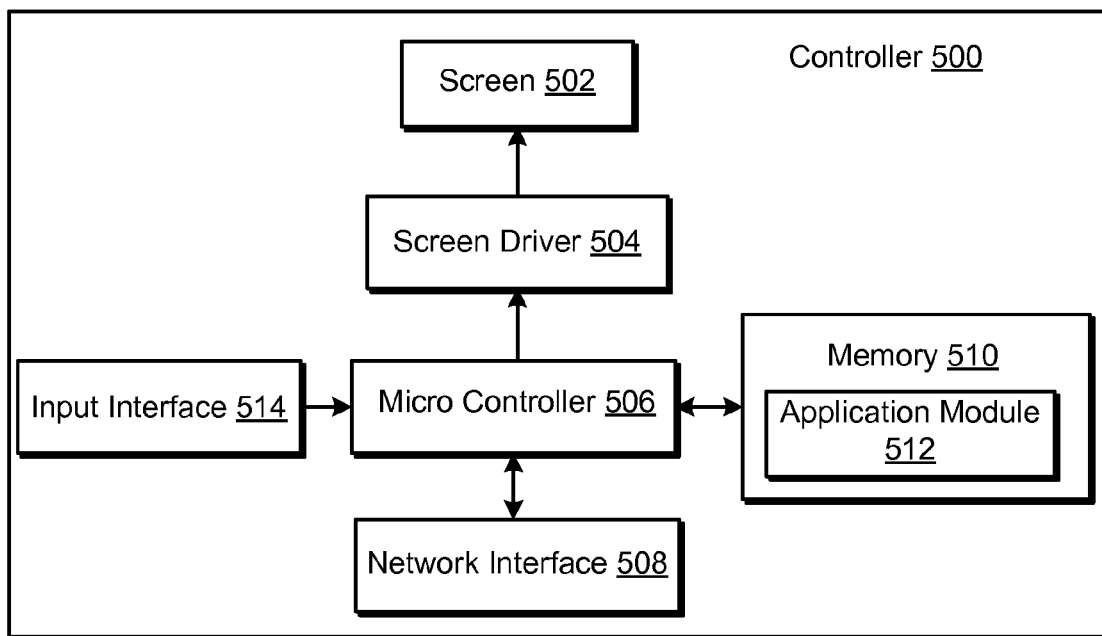 Controller 500
Screen 502
Screen Driver 504
Memory 510
Input Interface 514
Micro Controller 506
Application Module
512
Network Interface 508